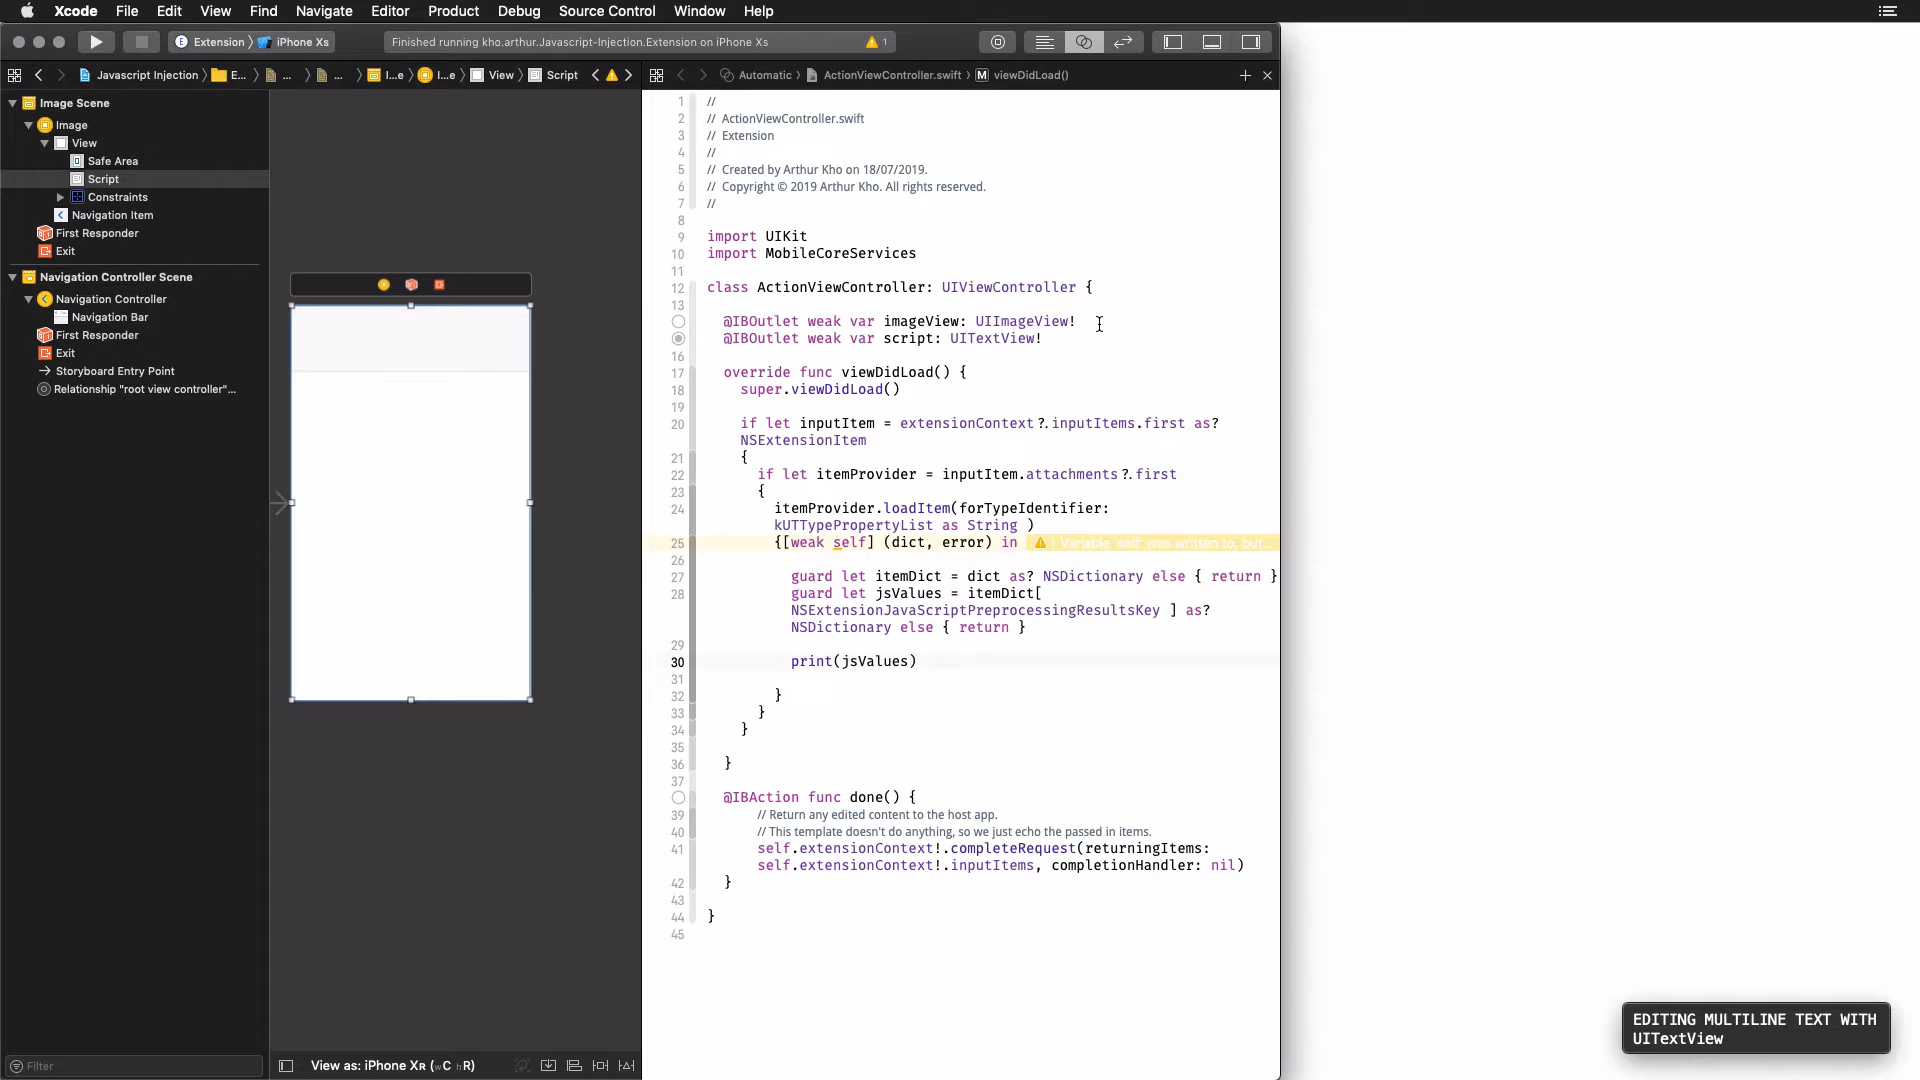 Xcode File Edit View Find Navigate Editor Product Debug Source Control Window Help
Extension iPhone Xs
Finished running kho.arthur.Javascript-Injection.Extension on iPhone Xs 1
Javascript Injection E... ... ... I...e I...e View Script
Automatic ActionViewController.swift M viewDidLoad()
Image Scene
Image
View
Safe Area
Script
Constraints
Navigation Item
First Responder
Exit
Navigation Controller Scene
Navigation Controller
Navigation Bar
First Responder
Exit
Storyboard Entry Point
Relationship "root view controller"...
Filter
View as: iPhone XR (wC hR)
1 //
2 // ActionViewController.swift
3 // Extension
4 //
5 // Created by Arthur Kho on 18/07/2019.
6 // Copyright © 2019 Arthur Kho. All rights reserved.
7 //
8
9 import UIKit
10 import MobileCoreServices
11
12 class ActionViewController: UIViewController {
13
@IBOutlet weak var imageView: UIImageView!
@IBOutlet weak var script: UITextView!
16
17 override func viewDidLoad() {
18 super.viewDidLoad()
19
20 if let inputItem = extensionContext?.inputItems.first as?
NSExtensionItem
21 {
22 if let itemProvider = inputItem.attachments?.first
23 {
24 itemProvider.loadItem(forTypeIdentifier:
kUTTypePropertyList as String )
25 {[weak self] (dict, error) in Variable 'self' was written to, but...
26
27 guard let itemDict = dict as? NSDictionary else { return }
28 guard let jsValues = itemDict[
NSExtensionJavaScriptPreprocessingResultsKey ] as?
NSDictionary else { return }
29
30 print(jsValues)
31
32 }
33 }
34 }
35
36 }
37
@IBAction func done() {
39 // Return any edited content to the host app.
40 // This template doesn't do anything, so we just echo the passed in items.
41 self.extensionContext!.completeRequest(returningItems:
self.extensionContext!.inputItems, completionHandler: nil)
42 }
43
44 }
45
EDITING MULTILINE TEXT WITH
UITextView